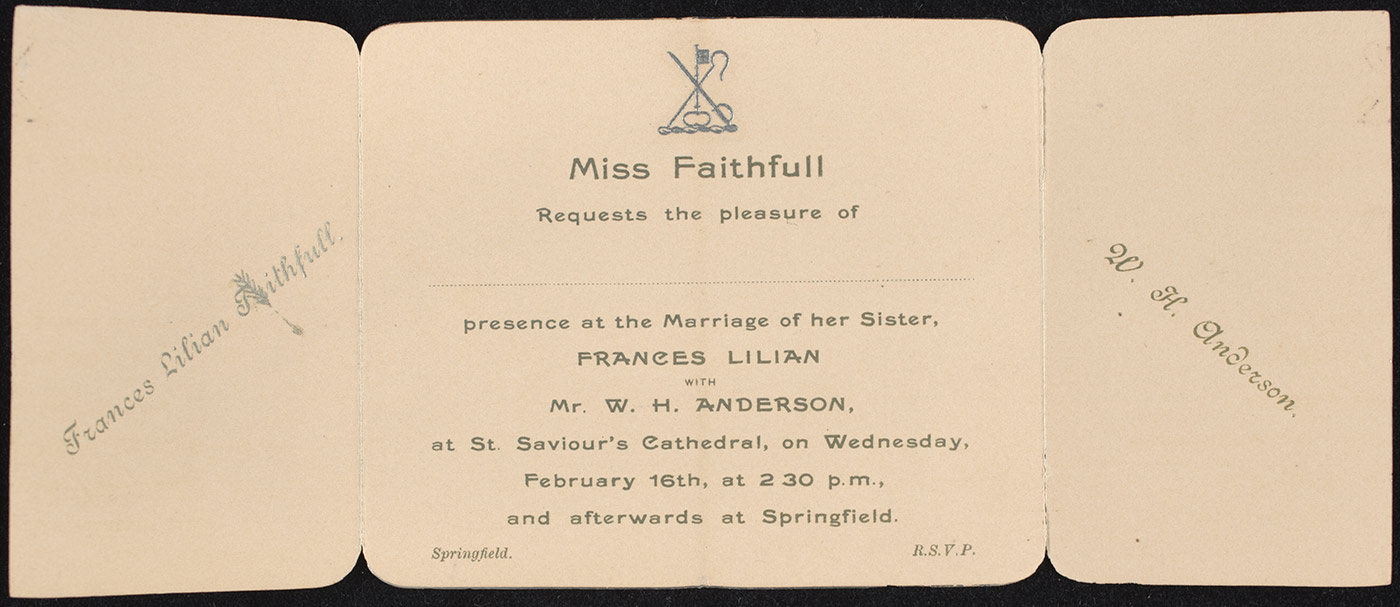 Frances Lilian Faithfull.
Miss Faithfull
Requests the pleasure of
presence at the Marriage of her Sister,
FRANCES LILIAN
WITH
Mr. W. H. ANDERSON,
at St. Saviour's Cathedral, on Wednesday,
February 16th, at 2 30 p.m.,
and afterwards at Springfield.
Springfield.
R.S.V.P.
W. H. Anderson.